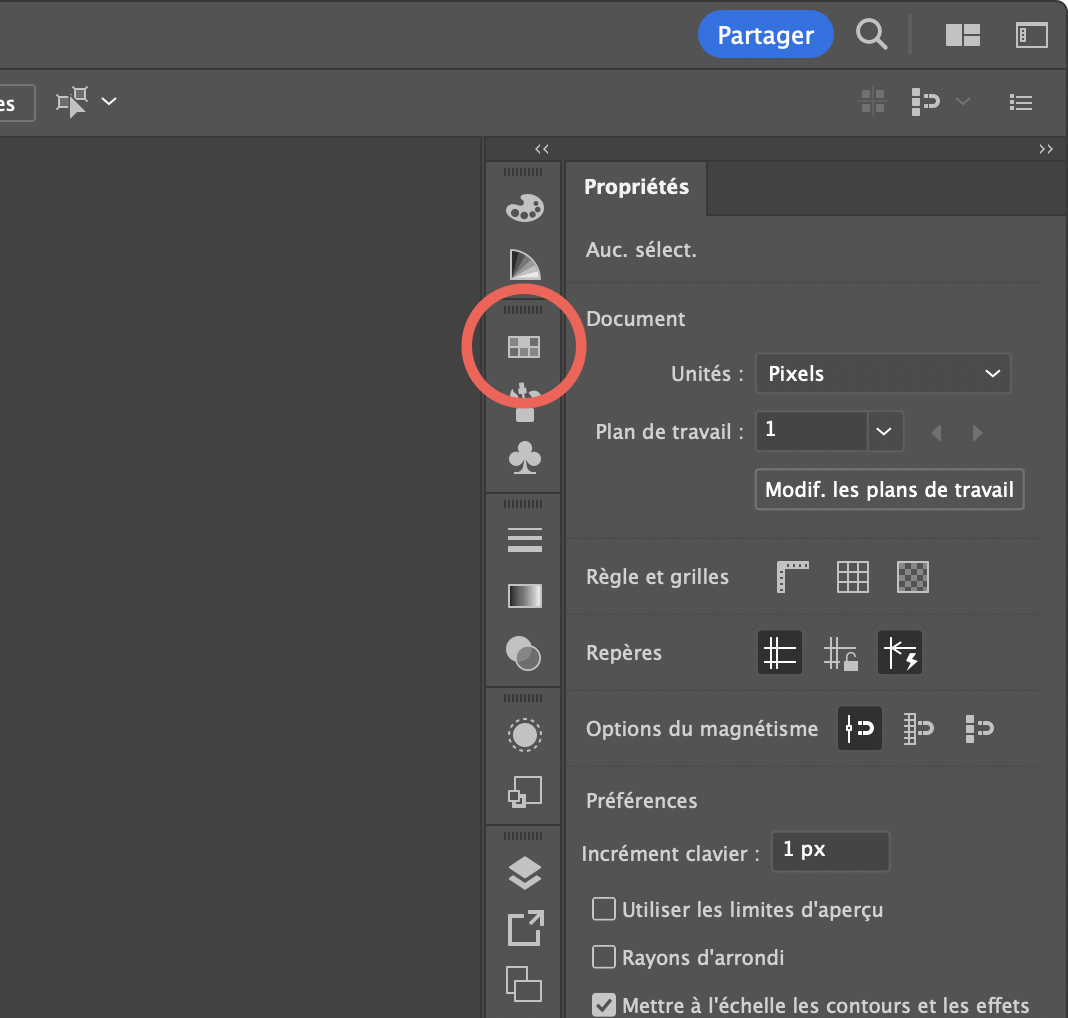 Partager
es
Propriétés
Auc. sélect.
Document
Unités : Pixels
Plan de travail : 1
Modif. les plans de travail
Règle et grilles
Repères
Options du magnétisme
Préférences
Incrément clavier : 1 px
Utiliser les limites d'aperçu
Rayons d'arrondi
Mettre à l'échelle les contours et les effets